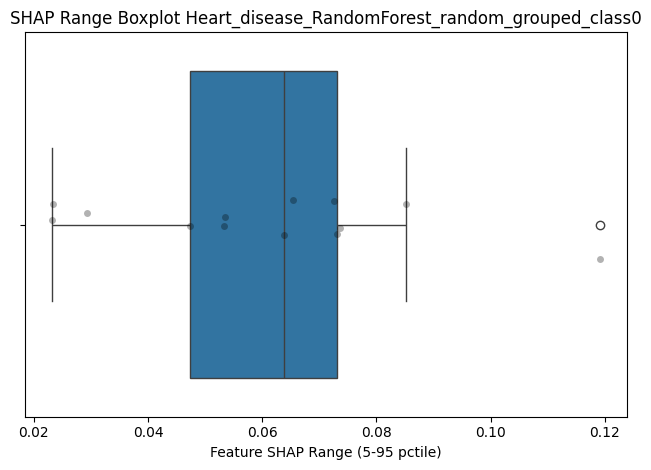 SHAP Range Boxplot Heart_disease_RandomForest_random_grouped_class0
0.02 0.04 0.06 0.08 0.10 0.12
Feature SHAP Range (5-95 pctile)